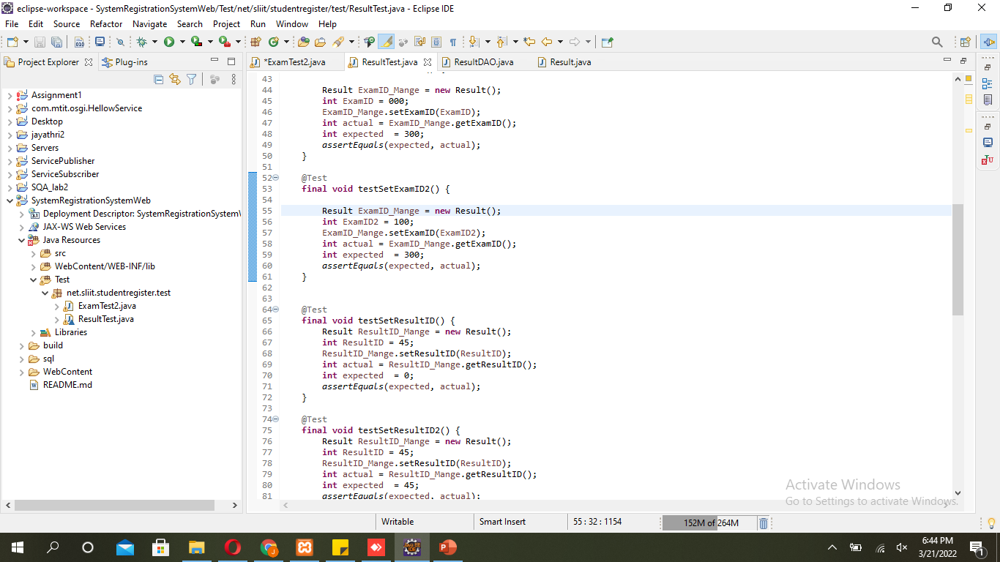 eclipse-workspace - SystemRegistrationSystemWeb/Test/net/sliit/studentregister/test/ResultTest.java - Eclipse IDE
File Edit Source Refactor Navigate Search Project Run Window Help
Project Explorer Plug-ins
*ExamTest2.java ResultTest.java ResultDAO.java Result.java
Assignment1
com.mtit.osgi.HellowService
Desktop
jayathri2
Servers
ServicePublisher
ServiceSubscriber
SQA_lab2
SystemRegistrationSystemWeb
Deployment Descriptor: SystemRegistrationSystemW
JAX-WS Web Services
Java Resources
src
WebContent/WEB-INF/lib
Test
net.sliit.studentregister.test
ExamTest2.java
ResultTest.java
Libraries
build
sql
WebContent
README.md
43
44 Result ExamID_Mange = new Result();
45 int ExamID = 000;
46 ExamID_Mange.setExamID(ExamID);
47 int actual = ExamID_Mange.getExamID();
48 int expected  = 300;
49 assertEquals(expected, actual);
50 }
51
52 @Test
53 final void testSetExamID2() {
54
55 Result ExamID_Mange = new Result();
56 int ExamID2 = 100;
57 ExamID_Mange.setExamID(ExamID2);
58 int actual = ExamID_Mange.getExamID();
59 int expected  = 300;
60 assertEquals(expected, actual);
61 }
62
63
64 @Test
65 final void testSetResultID() {
66 Result ResultID_Mange = new Result();
67 int ResultID = 45;
68 ResultID_Mange.setResultID(ResultID);
69 int actual = ResultID_Mange.getResultID();
70 int expected  = 0;
71 assertEquals(expected, actual);
72 }
73
74 @Test
75 final void testSetResultID2() {
76 Result ResultID_Mange = new Result();
77 int ResultID = 45;
78 ResultID_Mange.setResultID(ResultID);
79 int actual = ResultID_Mange.getResultID();
80 int expected  = 45;
81 assertEquals(expected, actual);
Activate Windows
Go to Settings to activate Windows.
Writable Smart Insert 55 : 32 : 1154 152M of 264M
6:44 PM
3/21/2022
1